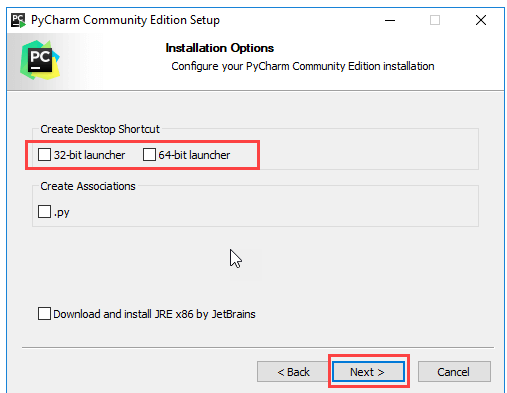 PC PyCharm Community Edition Setup
PC
Installation Options
Configure your PyCharm Community Edition installation
Create Desktop Shortcut
32-bit launcher 64-bit launcher
Create Associations
.py
Download and install JRE x86 by JetBrains
< Back Next > Cancel